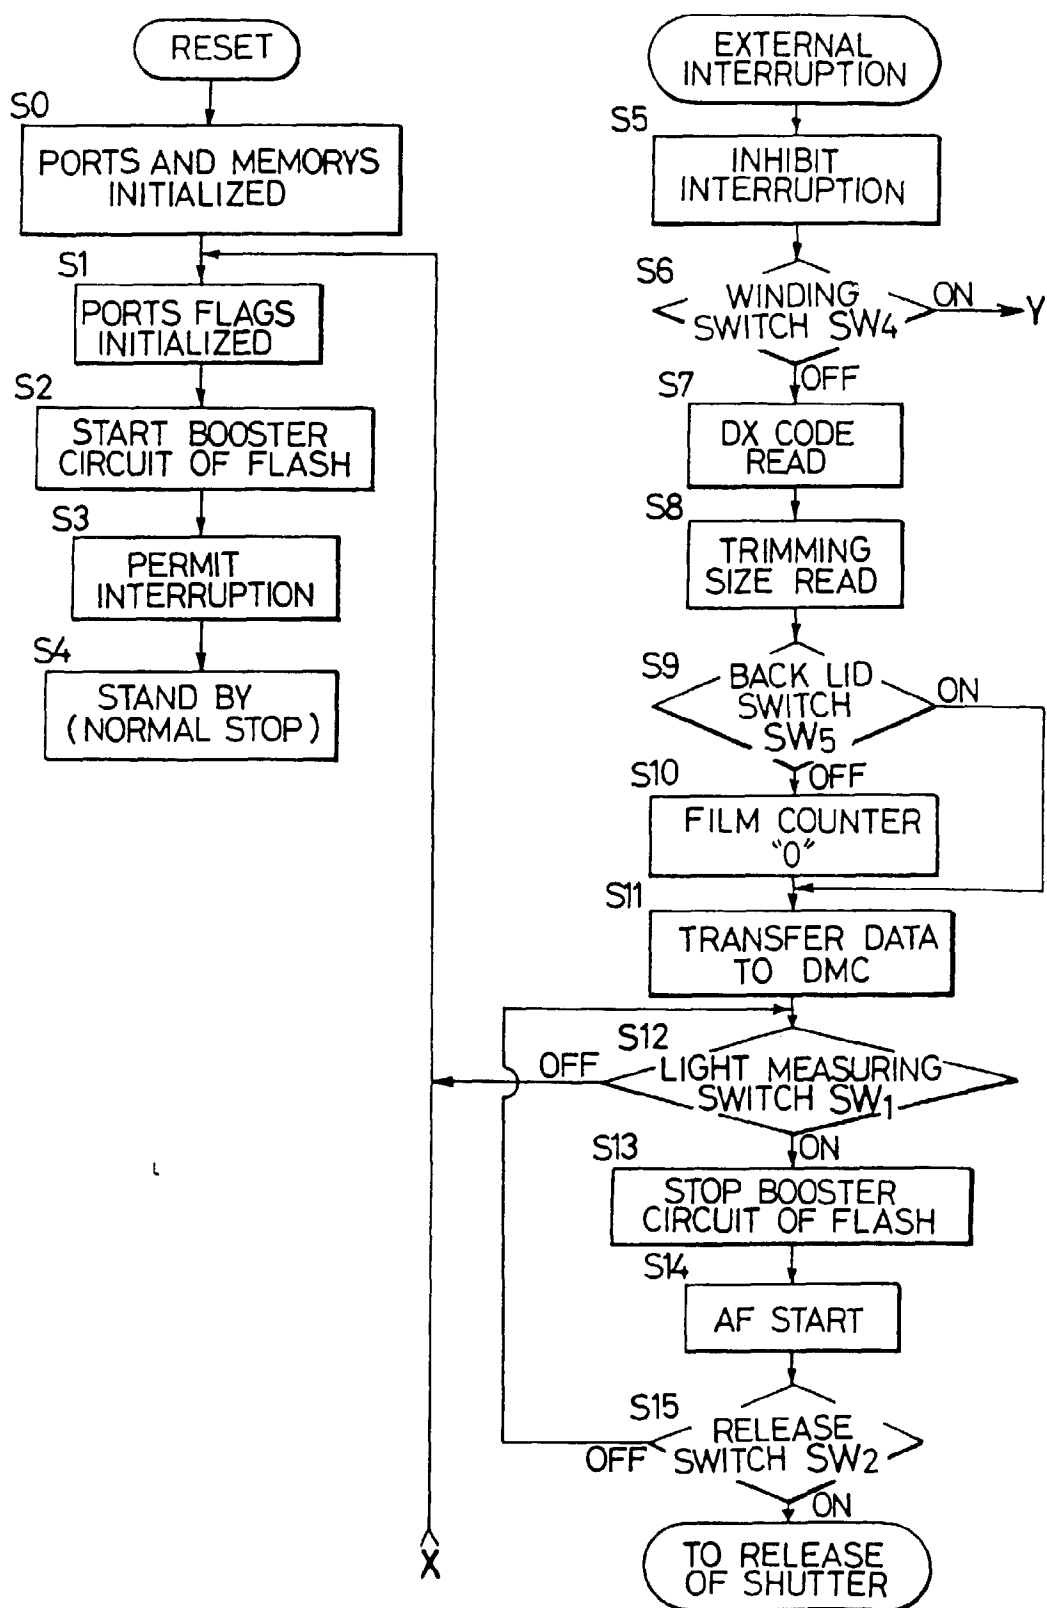 RESET
S0
PORTS AND MEMORYS
INITIALIZED
S1
PORTS FLAGS
INITIALIZED
S2
START BOOSTER
CIRCUIT OF FLASH
S3
PERMIT
INTERRUPTION
S4
STAND BY
(NORMAL STOP)
X
EXTERNAL
INTERRUPTION
S5
INHIBIT
INTERRUPTION
S6
WINDING
SWITCH SW4
ON
Y
OFF
S7
DX CODE
READ
S8
TRIMMING
SIZE READ
S9
BACK LID
SWITCH
SW5
ON
OFF
S10
FILM COUNTER
"0"
S11
TRANSFER DATA
TO DMC
S12
OFF
LIGHT MEASURING
SWITCH SW1
ON
S13
STOP BOOSTER
CIRCUIT OF FLASH
S14
AF START
S15
RELEASE
SWITCH SW2
OFF
ON
TO RELEASE
OF SHUTTER